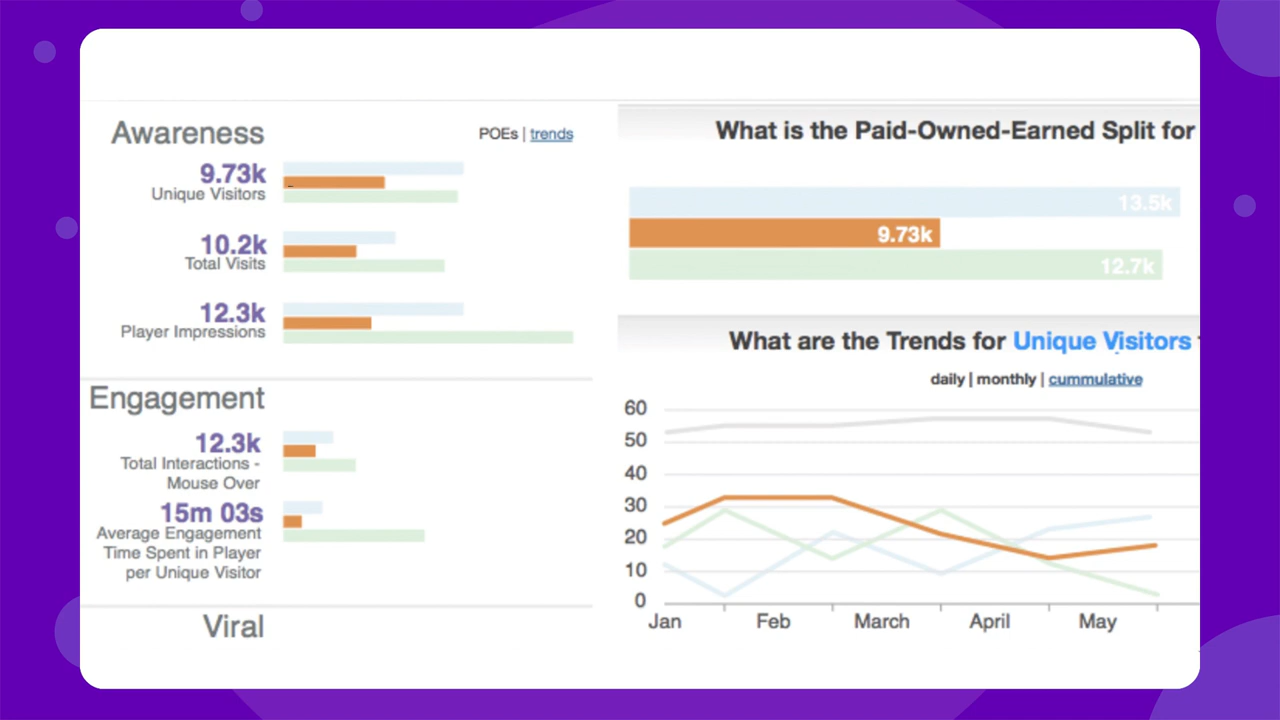 Awareness
POEs | trends
9.73k
Unique Visitors
10.2k
Total Visits
12.3k
Player Impressions
Engagement
12.3k
Total Interactions -
Mouse Over
15m 03s
Average Engagement
Time Spent in Player
per Unique Visitor
Viral
What is the Paid-Owned-Earned Split for
13.5k
9.73k
12.7k
What are the Trends for Unique Visitors
daily | monthly | cummulative
60
50
40
30
20
10
0
Jan Feb March April May